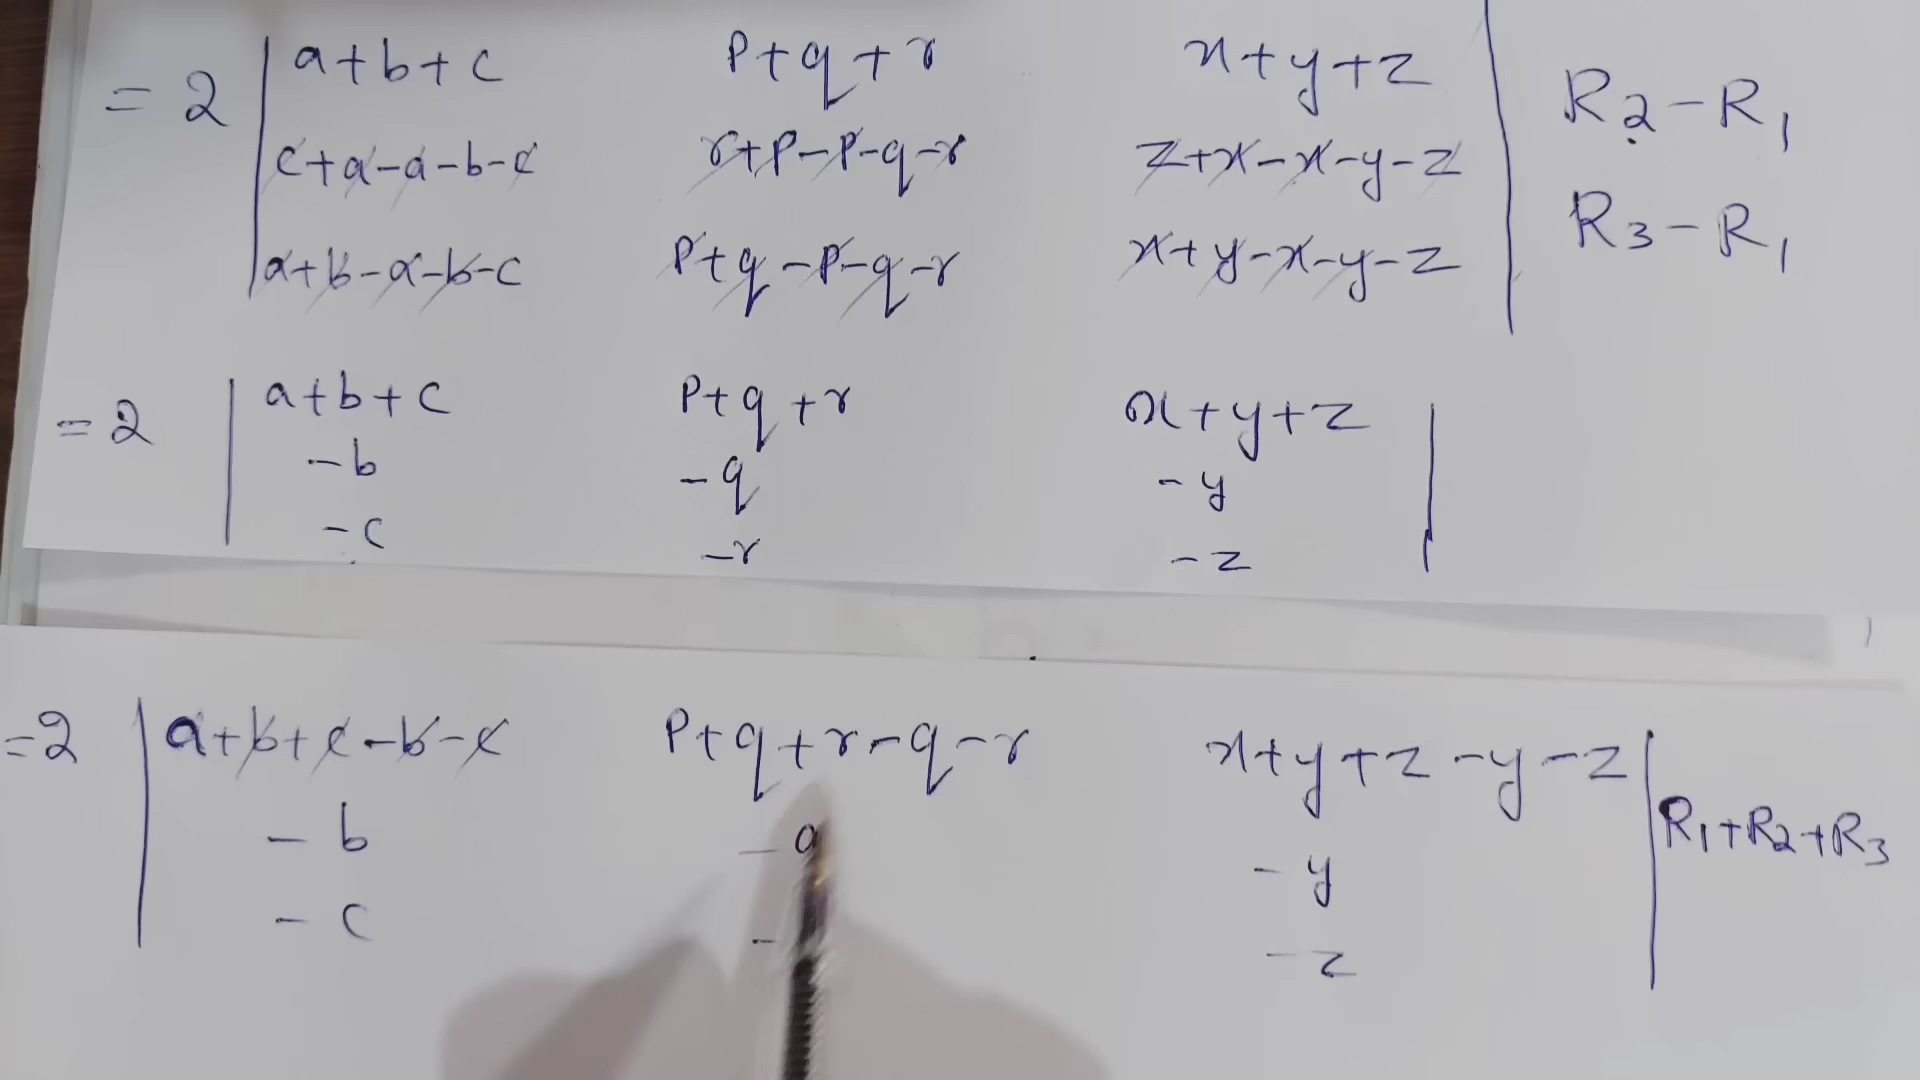 = 2 | a+b+c p+q+r x+y+z |
c+a-a-b-c r+p-p-q-r z+x-x-y-z R2-R1
a+b-a-b-c p+q-p-q-r x+y-x-y-z R3-R1
= 2 | a+b+c p+q+r x+y+z |
-b -q -y
-c -r -z
=2 | a+b+c-b-c p+q+r-q-r x+y+z-y-z |
-b -q -y R1+R2+R3
-c - -z